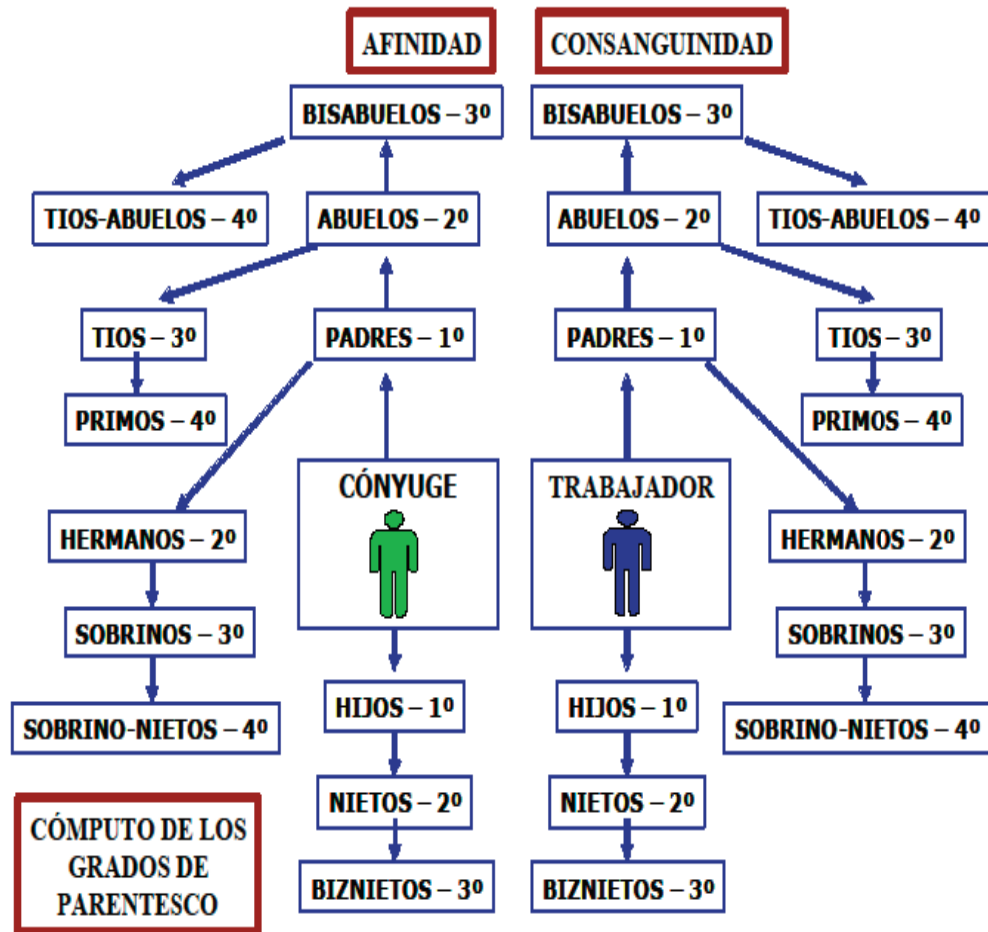 AFINIDAD
CONSANGUINIDAD
BISABUELOS – 3º
BISABUELOS – 3º
TIOS-ABUELOS – 4º
ABUELOS – 2º
ABUELOS – 2º
TIOS-ABUELOS – 4º
TIOS – 3º
PADRES – 1º
PADRES – 1º
TIOS – 3º
PRIMOS – 4º
PRIMOS – 4º
CÓNYUGE
TRABAJADOR
HERMANOS – 2º
HERMANOS – 2º
SOBRINOS – 3º
SOBRINOS – 3º
HIJOS – 1º
HIJOS – 1º
SOBRINO-NIETOS – 4º
SOBRINO-NIETOS – 4º
NIETOS – 2º
NIETOS – 2º
CÓMPUTO DE LOS
GRADOS DE
PARENTESCO
BIZNIETOS – 3º
BIZNIETOS – 3º